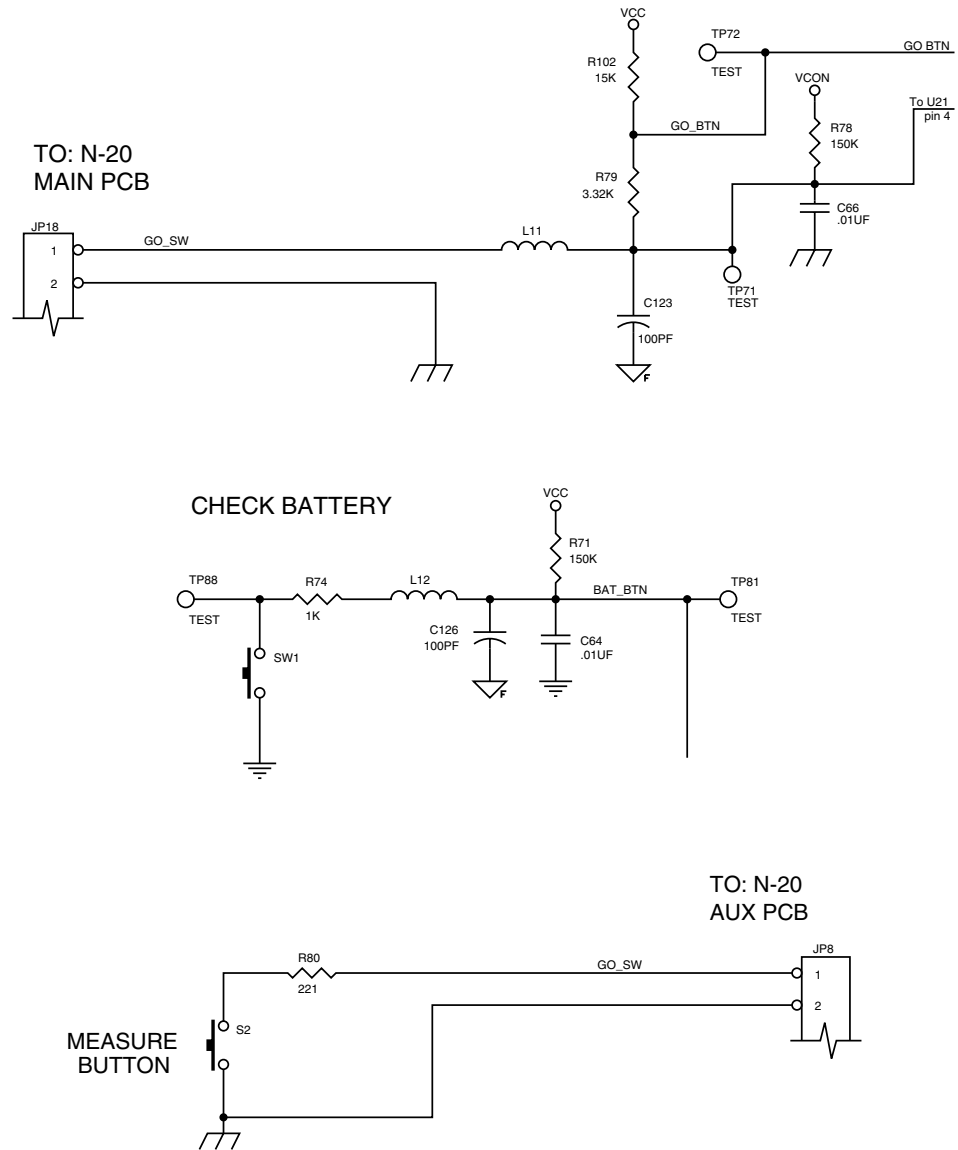 VCC
TP72
TEST
GO BTN
R102
15K
VCON
To U21
pin 4
GO_BTN
R78
150K
TO: N-20
MAIN PCB
R79
3.32K
C66
.01UF
JP18
1
GO_SW
L11
2
TP71
TEST
C123
100PF
F
CHECK BATTERY
VCC
R71
150K
TP88
TEST
R74
1K
L12
BAT_BTN
TP81
TEST
C126
100PF
C64
.01UF
SW1
F
TO: N-20
AUX PCB
JP8
R80
221
GO_SW
1
2
S2
MEASURE
BUTTON